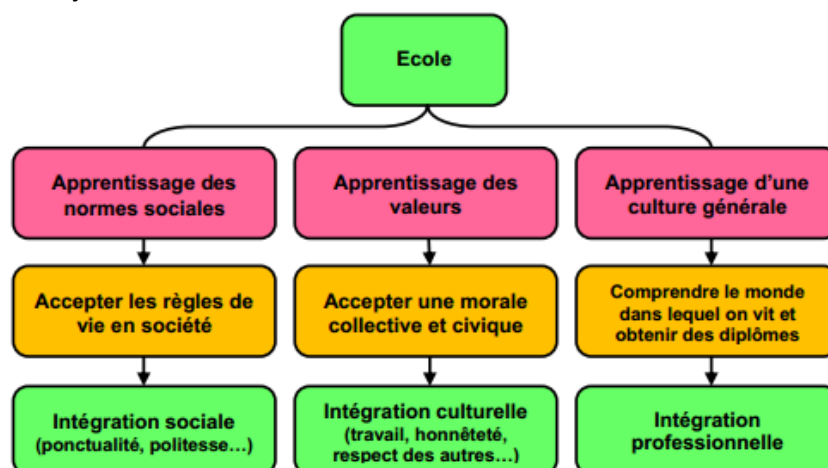 Ecole
Apprentissage des
normes sociales
Apprentissage des
valeurs
Apprentissage d'une
culture générale
Accepter les règles de
vie en société
Accepter une morale
collective et civique
Comprendre le monde
dans lequel on vit et
obtenir des diplômes
Intégration sociale
(ponctualité, politesse...)
Intégration culturelle
(travail, honnêteté,
respect des autres...)
Intégration
professionnelle